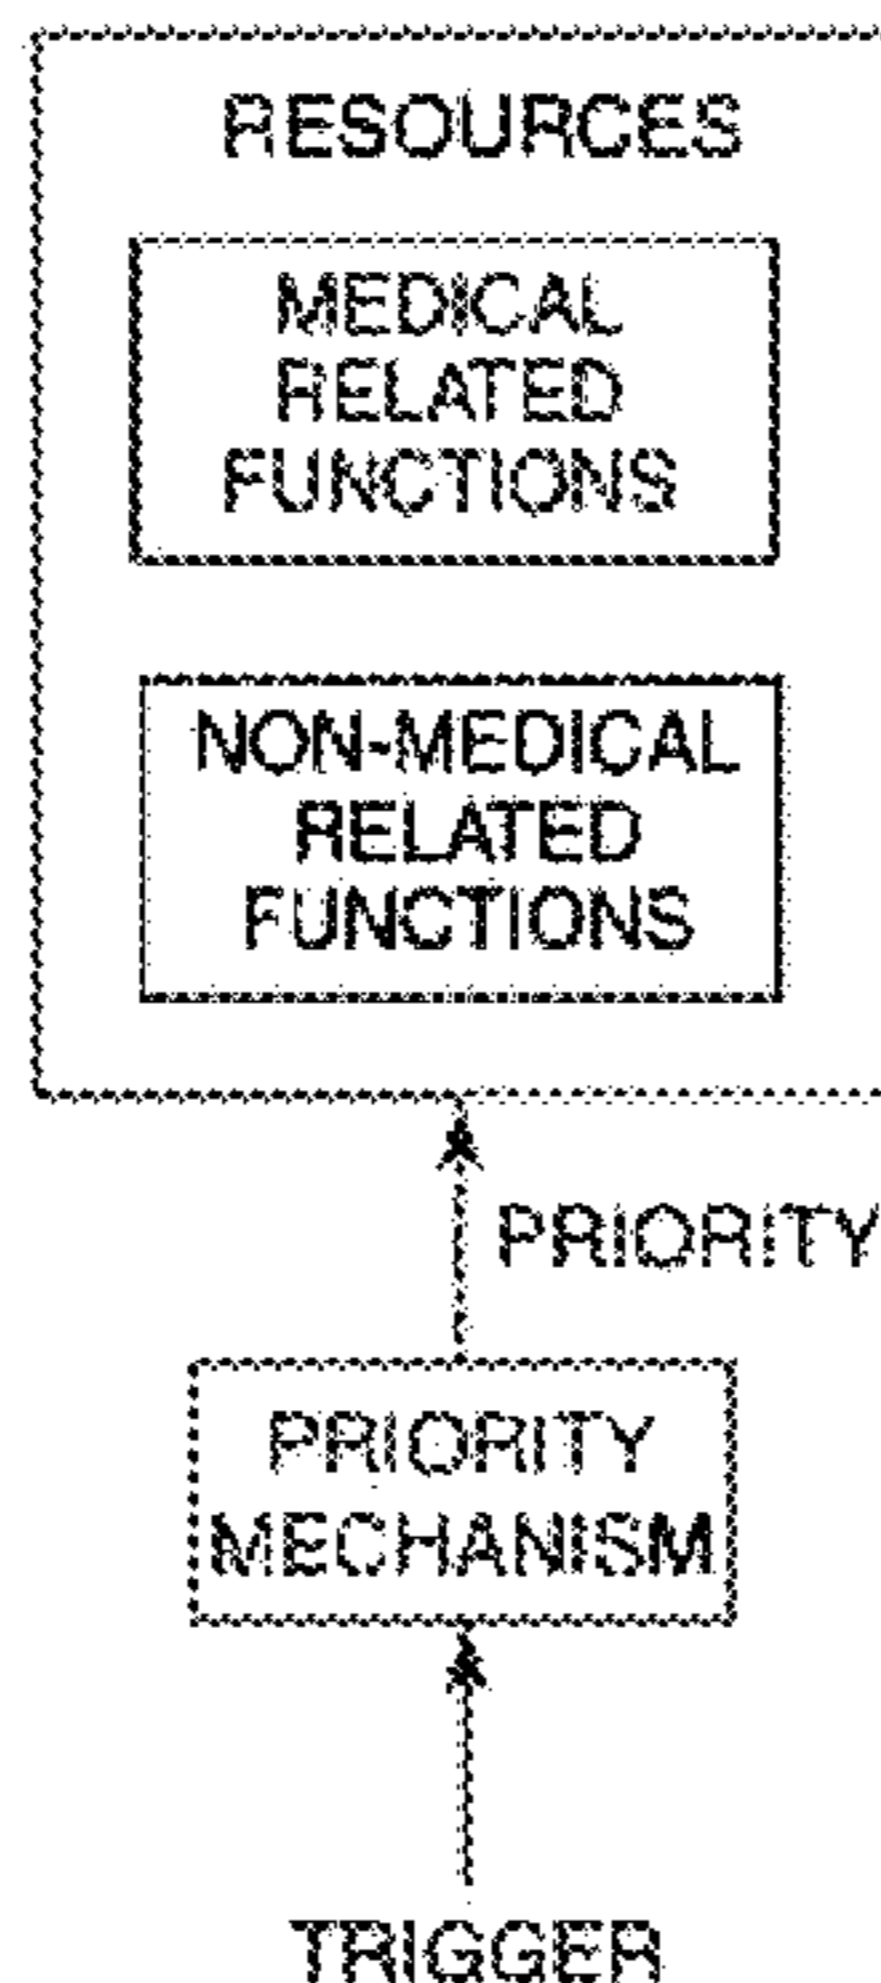 RESOURCES
MEDICAL
RELATED
FUNCTIONS
NON-MEDICAL
RELATED
FUNCTIONS
PRIORITY
PRIORITY
MECHANISM
TRIGGER